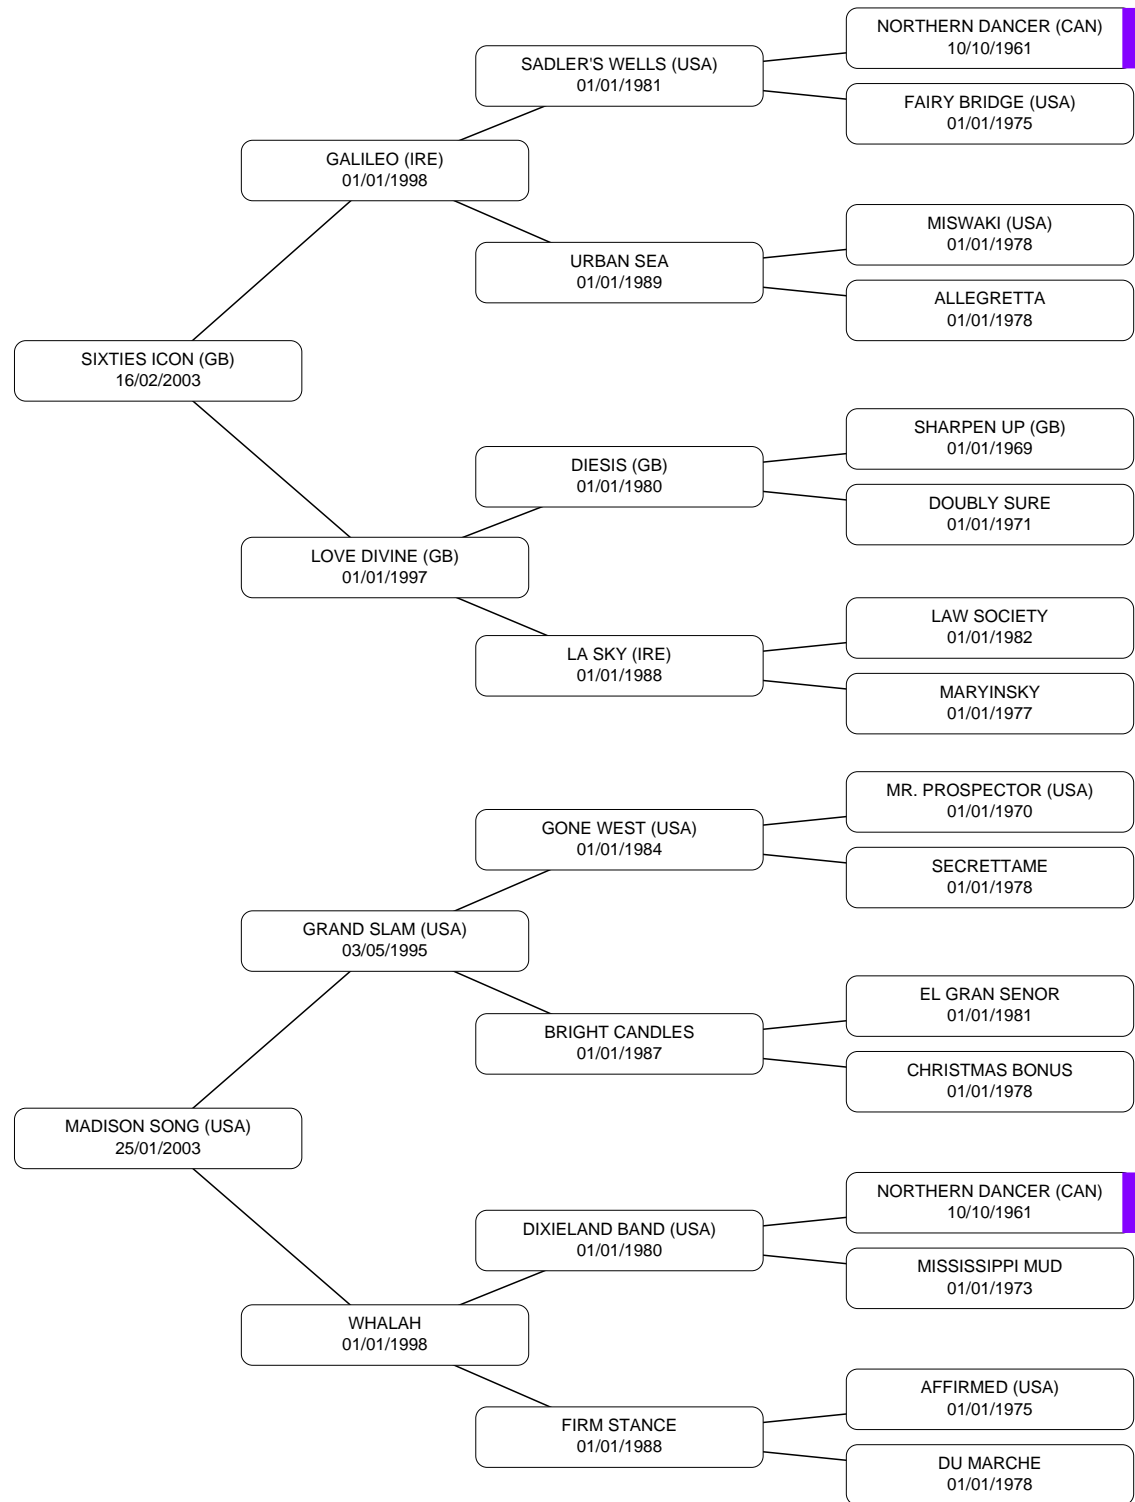 NORTHERN DANCER (CAN)
10/10/1961
SADLER'S WELLS (USA)
01/01/1981
FAIRY BRIDGE (USA)
01/01/1975
GALILEO (IRE)
01/01/1998
MISWAKI (USA)
01/01/1978
URBAN SEA
01/01/1989
ALLEGRETTA
01/01/1978
SIXTIES ICON (GB)
16/02/2003
SHARPEN UP (GB)
01/01/1969
DIESIS (GB)
01/01/1980
DOUBLY SURE
01/01/1971
LOVE DIVINE (GB)
01/01/1997
LAW SOCIETY
01/01/1982
LA SKY (IRE)
01/01/1988
MARYINSKY
01/01/1977
MR. PROSPECTOR (USA)
01/01/1970
GONE WEST (USA)
01/01/1984
SECRETTAME
01/01/1978
GRAND SLAM (USA)
03/05/1995
EL GRAN SENOR
01/01/1981
BRIGHT CANDLES
01/01/1987
CHRISTMAS BONUS
01/01/1978
MADISON SONG (USA)
25/01/2003
NORTHERN DANCER (CAN)
10/10/1961
DIXIELAND BAND (USA)
01/01/1980
MISSISSIPPI MUD
01/01/1973
WHALAH
01/01/1998
AFFIRMED (USA)
01/01/1975
FIRM STANCE
01/01/1988
DU MARCHE
01/01/1978